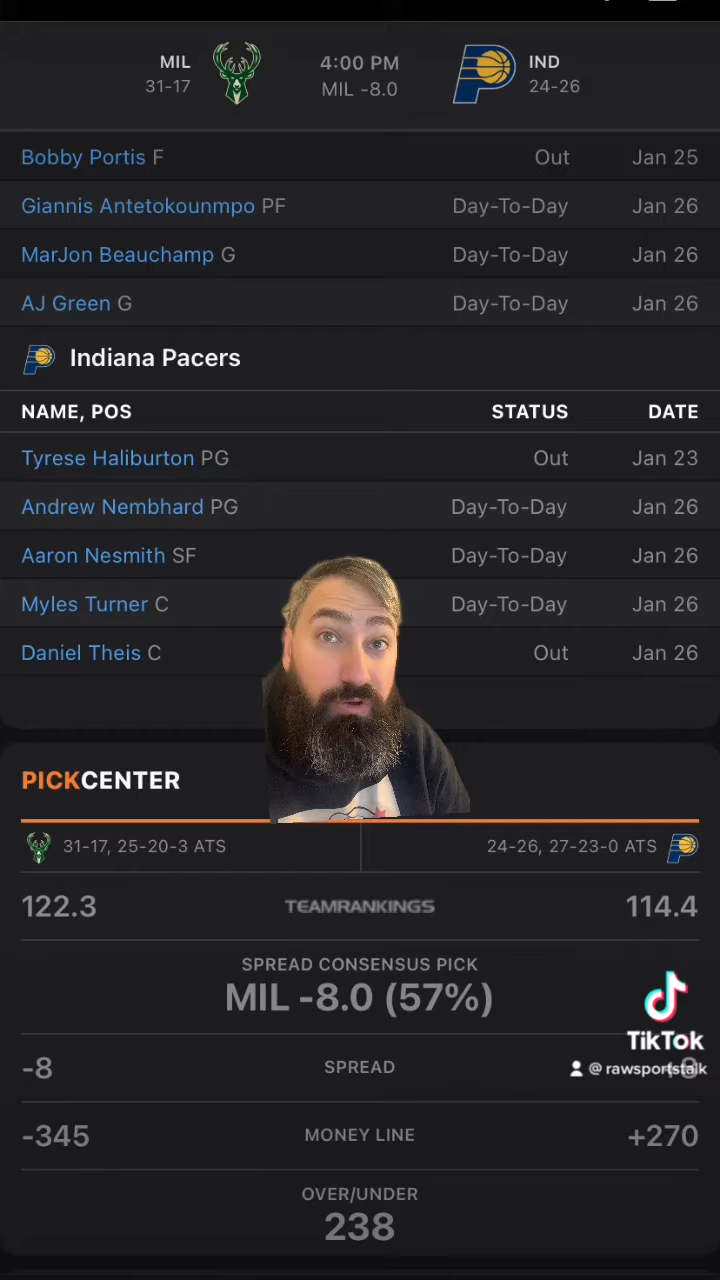 MIL
31-17
4:00 PM
MIL -8.0
IND
24-26
Bobby Portis F Out Jan 25
Giannis Antetokounmpo PF Day-To-Day Jan 26
MarJon Beauchamp G Day-To-Day Jan 26
AJ Green G Day-To-Day Jan 26
Indiana Pacers
NAME, POS STATUS DATE
Tyrese Haliburton PG Out Jan 23
Andrew Nembhard PG Day-To-Day Jan 26
Aaron Nesmith SF Day-To-Day Jan 26
Myles Turner C Day-To-Day Jan 26
Daniel Theis C Out Jan 26
PICKCENTER
31-17, 25-20-3 ATS 24-26, 27-23-0 ATS
122.3 TEAMRANKINGS 114.4
SPREAD CONSENSUS PICK
MIL -8.0 (57%)
-8 SPREAD +8
TikTok
@rawsportstalk
-345 MONEY LINE +270
OVER/UNDER
238